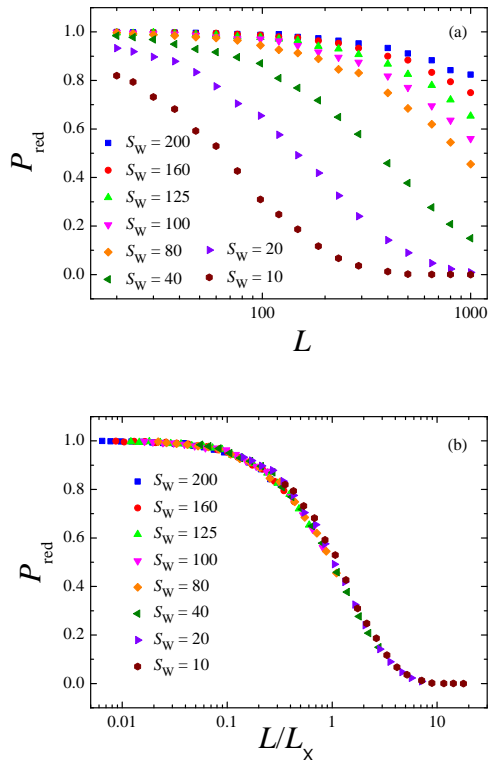 (a)
1.0
0.8
0.6
0.4
0.2
0.0
P_red
S_W = 200
S_W = 160
S_W = 125
S_W = 100
S_W = 80
S_W = 40
S_W = 20
S_W = 10
100 1000
L
(b)
1.0
0.8
0.6
0.4
0.2
0.0
P_red
S_W = 200
S_W = 160
S_W = 125
S_W = 100
S_W = 80
S_W = 40
S_W = 20
S_W = 10
0.01 0.1 1 10
L/L_X